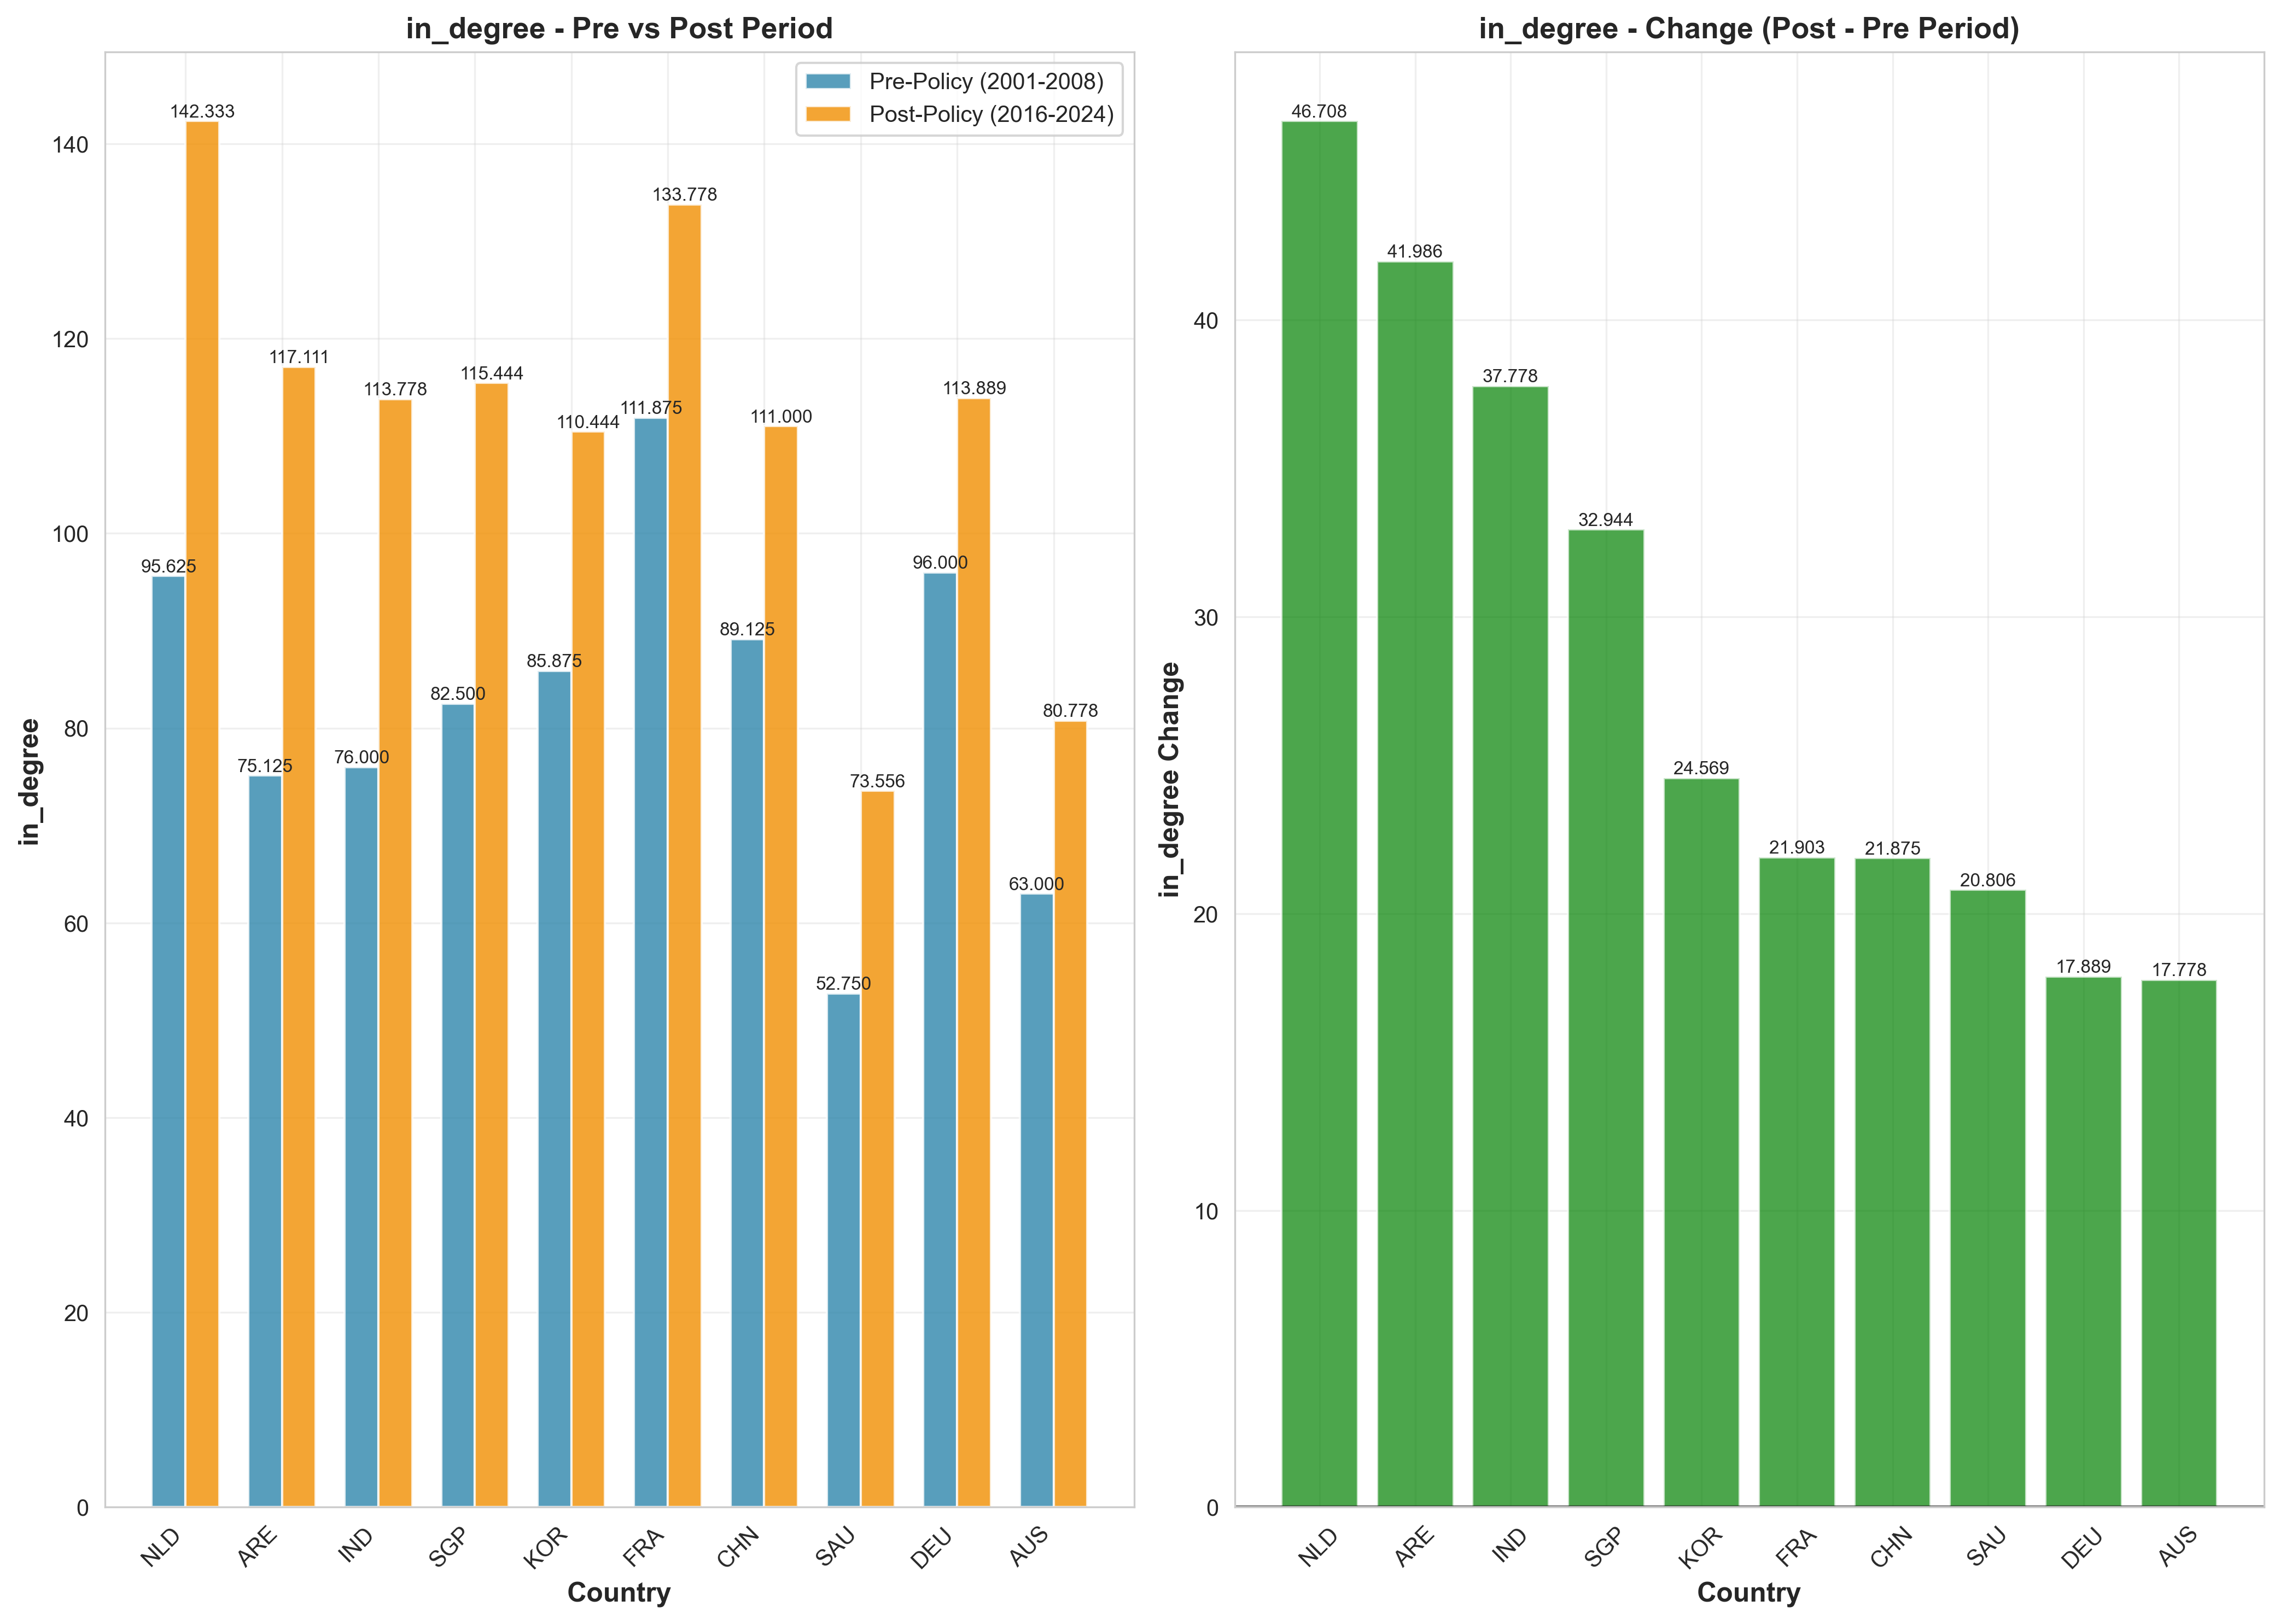 in_degree - Pre vs Post Period
Pre-Policy (2001-2008)
Post-Policy (2016-2024)
in_degree
140
120
100
80
60
40
20
0
142.333
133.778
117.111
113.778
115.444
110.444
111.875
111.000
113.889
95.625
75.125
76.000
82.500
85.875
89.125
96.000
80.778
73.556
63.000
52.750
NLD
ARE
IND
SGP
KOR
FRA
CHN
SAU
DEU
AUS
Country
in_degree - Change (Post - Pre Period)
in_degree Change
40
30
20
10
0
46.708
41.986
37.778
32.944
24.569
21.903
21.875
20.806
17.889
17.778
NLD
ARE
IND
SGP
KOR
FRA
CHN
SAU
DEU
AUS
Country